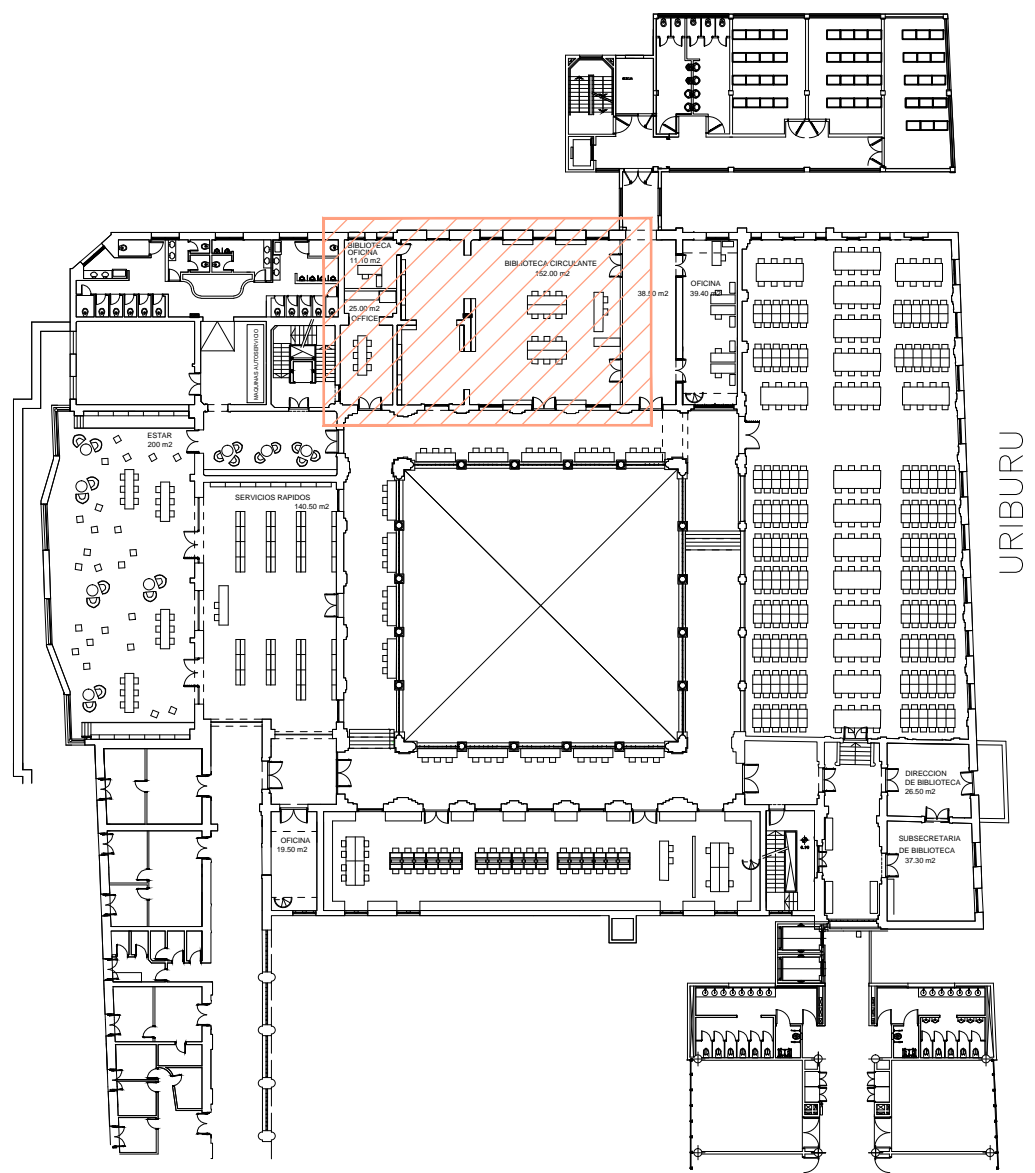 BIBLIOTECA
OFICINA
11.10 m2
25.00 m2
OFFICE
BIBLIOTECA CIRCULANTE
152.00 m2
38.50 m2
OFICINA
39.40 m2
MAQUINAS AUTOSERVICIO
ESTAR
200 m2
SERVICIOS RAPIDOS
140.50 m2
URIBURU
DIRECCION
DE BIBLIOTECA
26.50 m2
SUBSECRETARIA
DE BIBLIOTECA
37.30 m2
OFICINA
19.50 m2